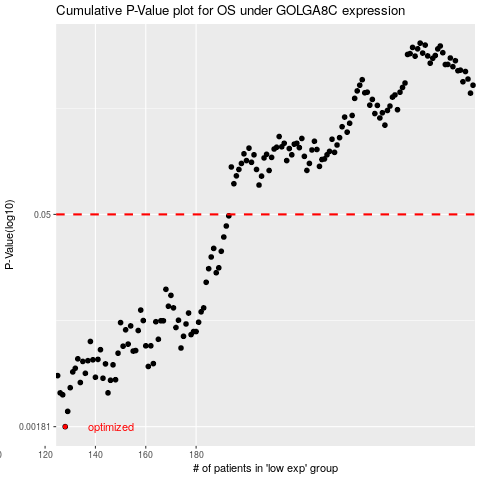 Cumulative P-Value plot for OS under GOLGA8C expression
P-Value(log10)
0.05
0.00181
optimized
0 120 140 160 180
# of patients in 'low exp' group